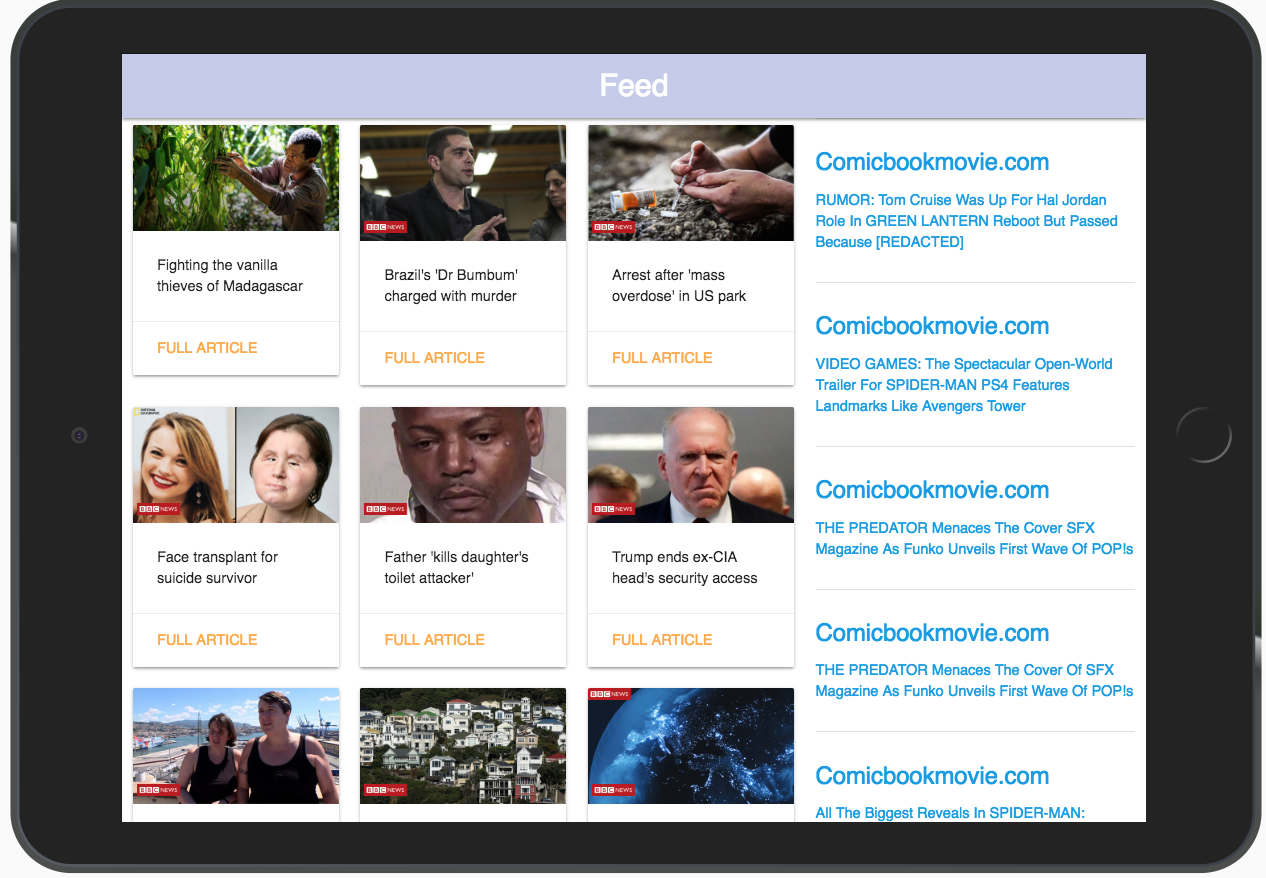 Feed
Fighting the vanilla
thieves of Madagascar
FULL ARTICLE
BBC NEWS
Brazil's 'Dr Bumbum'
charged with murder
FULL ARTICLE
BBC NEWS
Arrest after 'mass
overdose' in US park
FULL ARTICLE
NATIONAL
GEOGRAPHIC
BBC NEWS
Face transplant for
suicide survivor
FULL ARTICLE
BBC NEWS
Father 'kills daughter's
toilet attacker'
FULL ARTICLE
BBC NEWS
Trump ends ex-CIA
head's security access
FULL ARTICLE
BBC NEWS
BBC NEWS
BBC NEWS
BBC NEWS
Comicbookmovie.com
RUMOR: Tom Cruise Was Up For Hal Jordan
Role In GREEN LANTERN Reboot But Passed
Because [REDACTED]
Comicbookmovie.com
VIDEO GAMES: The Spectacular Open-World
Trailer For SPIDER-MAN PS4 Features
Landmarks Like Avengers Tower
Comicbookmovie.com
THE PREDATOR Menaces The Cover SFX
Magazine As Funko Unveils First Wave Of POP!s
Comicbookmovie.com
THE PREDATOR Menaces The Cover Of SFX
Magazine As Funko Unveils First Wave Of POP!s
Comicbookmovie.com
All The Biggest Reveals In SPIDER-MAN: